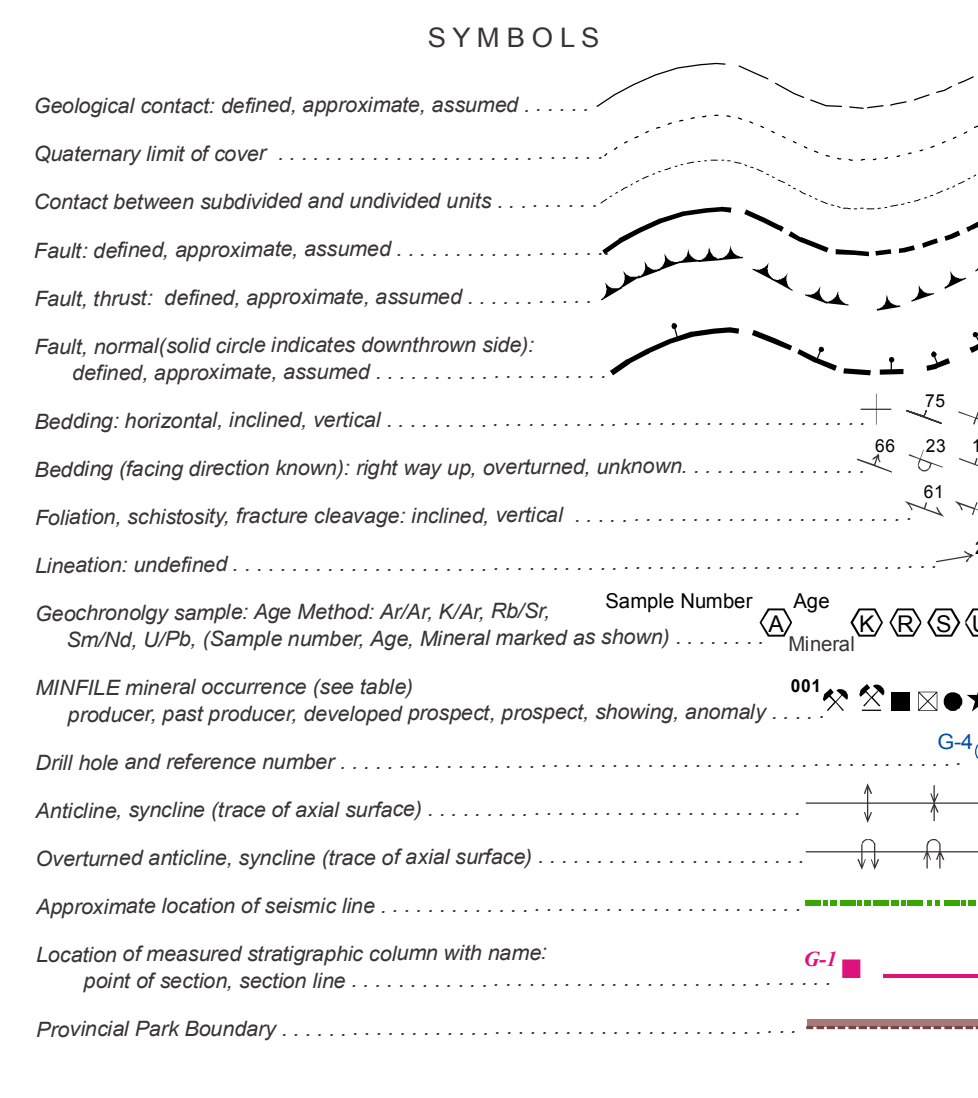 SYMBOLS
Geological contact: defined, approximate, assumed . . . . . .
Quaternary limit of cover . . . . . . . . . . . . . . . . . . . . . . . . . . . .
Contact between subdivided and undivided units . . . . . . . . .
Fault: defined, approximate, assumed . . . . . . . . . . . . . . . . . .
Fault, thrust: defined, approximate, assumed . . . . . . . . . . .
Fault, normal(solid circle indicates downthrown side):
defined, approximate, assumed . . . . . . . . . . . . . . . . . . . .
Bedding: horizontal, inclined, vertical . . . . . . . . . . . . . . . . . . . . . . . . . . . . . . . . . . . . . . . . . 75
Bedding (facing direction known): right way up, overturned, unknown. . . . . . . . . . . . . . . . 66 23 1
Foliation, schistosity, fracture cleavage: inclined, vertical . . . . . . . . . . . . . . . . . . . . . . . . . . . . . 61
Lineation: undefined . . . . . . . . . . . . . . . . . . . . . . . . . . . . . . . . . . . . . . . . . . . . . . . . . . . . . . . . . . . .
Geochronolgy sample: Age Method: Ar/Ar, K/Ar, Rb/Sr, Sample Number Age
Sm/Nd, U/Pb, (Sample number, Age, Mineral marked as shown) . . . . . . . . A K R S U
Mineral
MINFILE mineral occurrence (see table) 001
producer, past producer, developed prospect, prospect, showing, anomaly . . . . .
Drill hole and reference number . . . . . . . . . . . . . . . . . . . . . . . . . . . . . . . . . . . . . . . . . . . . . . . . . . . . . G-4
Anticline, syncline (trace of axial surface) . . . . . . . . . . . . . . . . . . . . . . . . . . . . . . . .
Overturned anticline, syncline (trace of axial surface) . . . . . . . . . . . . . . . . . . . . . . .
Approximate location of seismic line . . . . . . . . . . . . . . . . . . . . . . . . . . . . . . . . . . . .
Location of measured stratigraphic column with name: G-1
point of section, section line . . . . . . . . . . . . . . . . . . . . . . . . . . . . . . . . . . . . . . . . .
Provincial Park Boundary . . . . . . . . . . . . . . . . . . . . . . . . . . . . . . . . . . . . . . . . . . . .